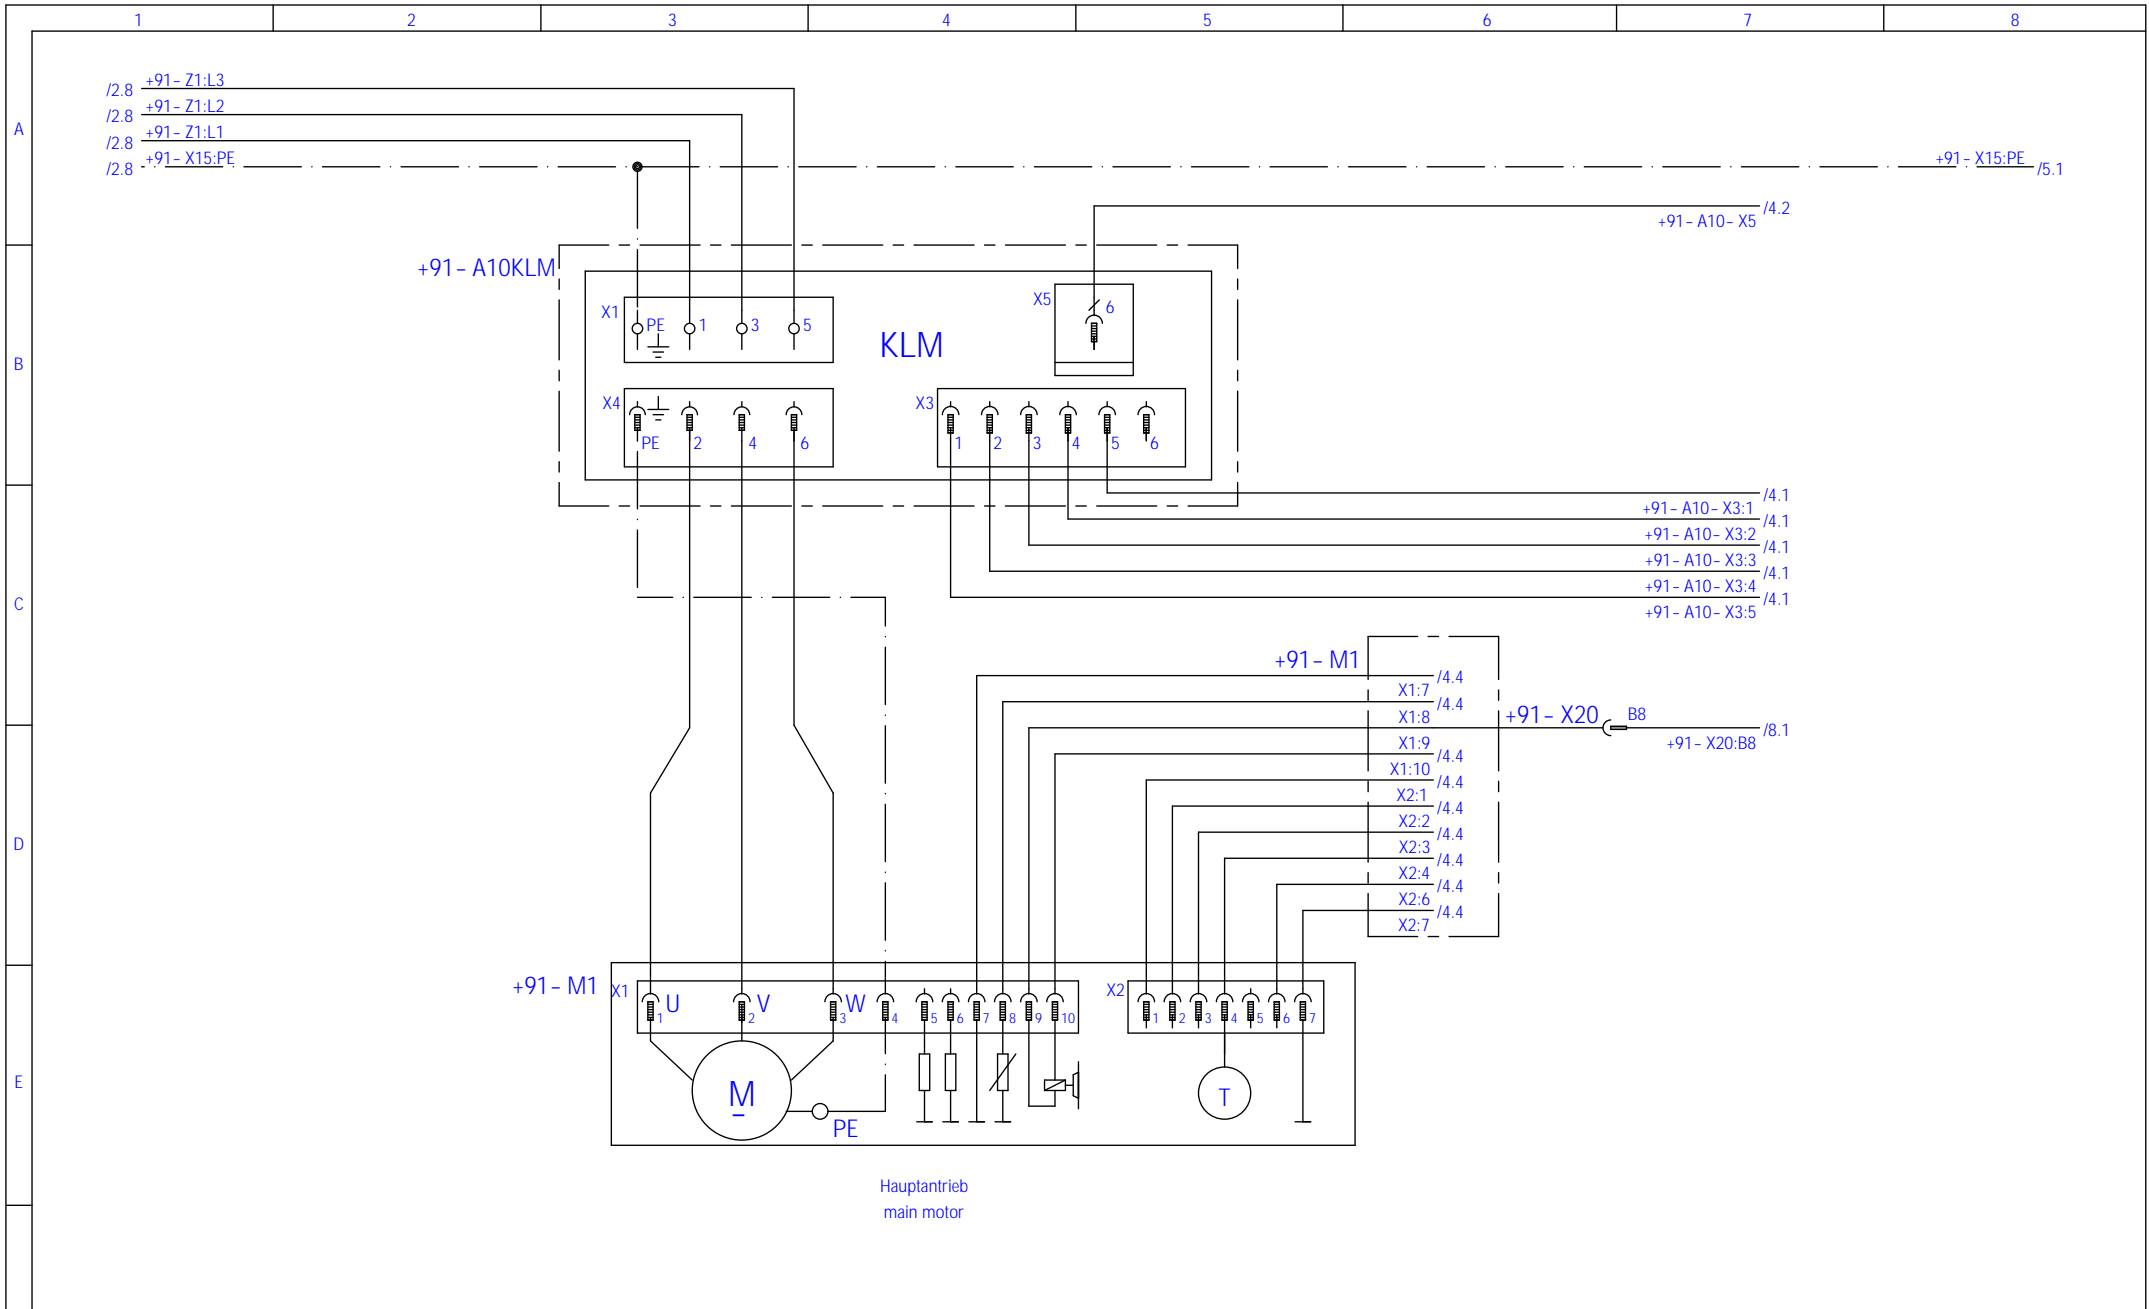 1 2 3 4 5 6 7 8
A
/2.8 +91- Z1:L3
/2.8 +91- Z1:L2
/2.8 +91- Z1:L1
/2.8 +91- X15:PE
+91- X15:PE /5.1
/4.2
+91- A10- X5
B
+91- A10KLM
X1 PE 1 3 5
KLM
X5 6
X4 PE 2 4 6
X3 1 2 3 4 5 6
C
/4.1
+91- A10- X3:1
/4.1
+91- A10- X3:2
/4.1
+91- A10- X3:3
/4.1
+91- A10- X3:4
/4.1
+91- A10- X3:5
+91- M1
/4.4
X1:7
/4.4
X1:8
+91- X20 B8
/8.1
+91- X20:B8
D
X1:9
/4.4
X1:10
/4.4
X2:1
/4.4
X2:2
/4.4
X2:3
/4.4
X2:4
/4.4
X2:6
/4.4
X2:7
E
+91- M1
X1 U V W
1 2 3 4 5 6 7 8 9 10
X2
1 2 3 4 5 6 7
M
T
PE
Hauptantrieb
main motor